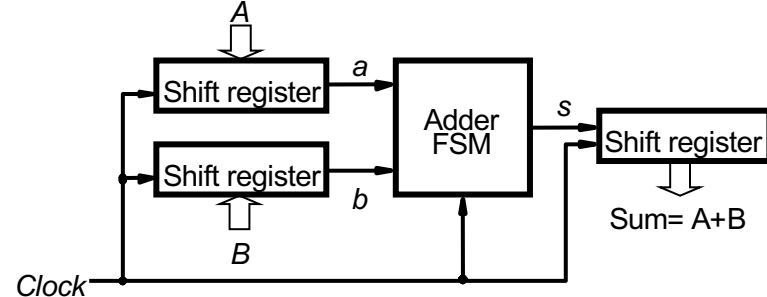 A
a
Shift register
Adder
FSM
s
Shift register
Shift register
b
B
Sum= A+B
Clock